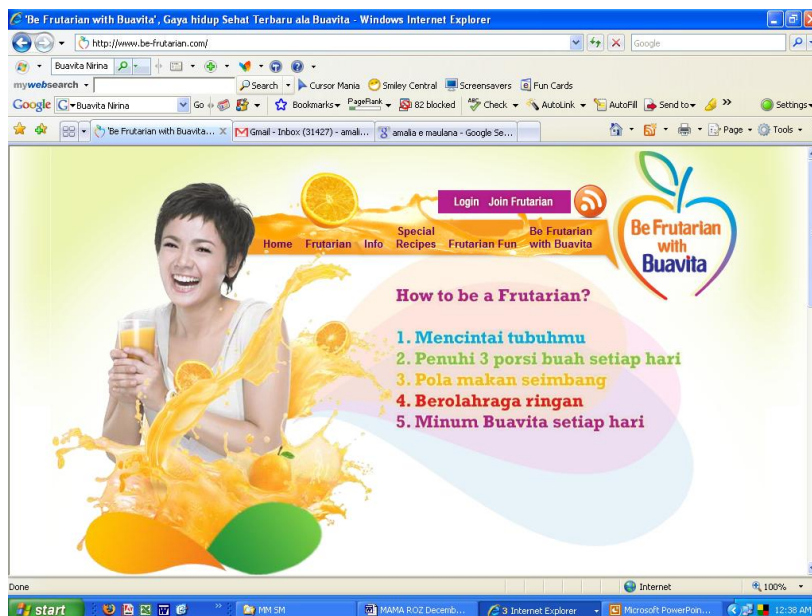 'Be Frutarian with Buavita', Gaya hidup Sehat Terbaru ala Buavita - Windows Internet Explorer
http://www.be-frutarian.com/
Google
Buavita Nirina
mywebsearch
Search
Cursor Mania
Smiley Central
Screensavers
Fun Cards
Google
Buavita Nirina
Go
Bookmarks
PageRank
82 blocked
Check
AutoLink
AutoFill
Send to
Settings
'Be Frutarian with Buavita...
Gmail - Inbox (31427) - amali...
amalia e maulana - Google Se...
Page
Tools
Login Join Frutarian
Home
Frutarian
Info
Special
Recipes
Frutarian Fun
Be Frutarian
with Buavita
Be Frutarian
with
Buavita
How to be a Frutarian?
1. Mencintai tubuhmu
2. Penuhi 3 porsi buah setiap hari
3. Pola makan seimbang
4. Berolahraga ringan
5. Minum Buavita setiap hari
Done
Internet
100%
start
MM SM
MAMA ROZ Decemb...
3 Internet Explorer
Microsoft PowerPoin...
12:38 AM